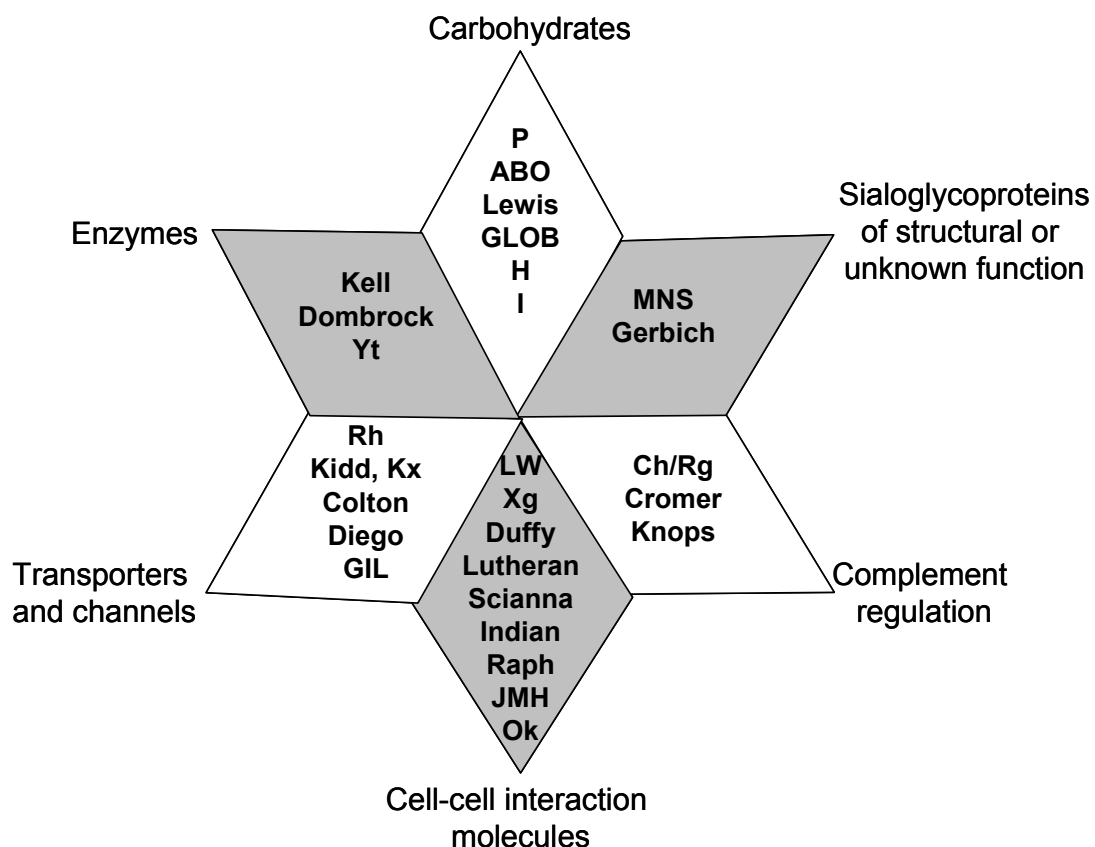 Carbohydrates
P
ABO
Lewis
GLOB
H
I
Sialoglycoproteins
of structural or
unknown function
Enzymes
Kell
Dombrock
Yt
MNS
Gerbich
Rh
Kidd, Kx
Colton
Diego
GIL
LW
Xg
Duffy
Lutheran
Scianna
Indian
Raph
JMH
Ok
Ch/Rg
Cromer
Knops
Transporters
and channels
Complement
regulation
Cell-cell interaction
molecules